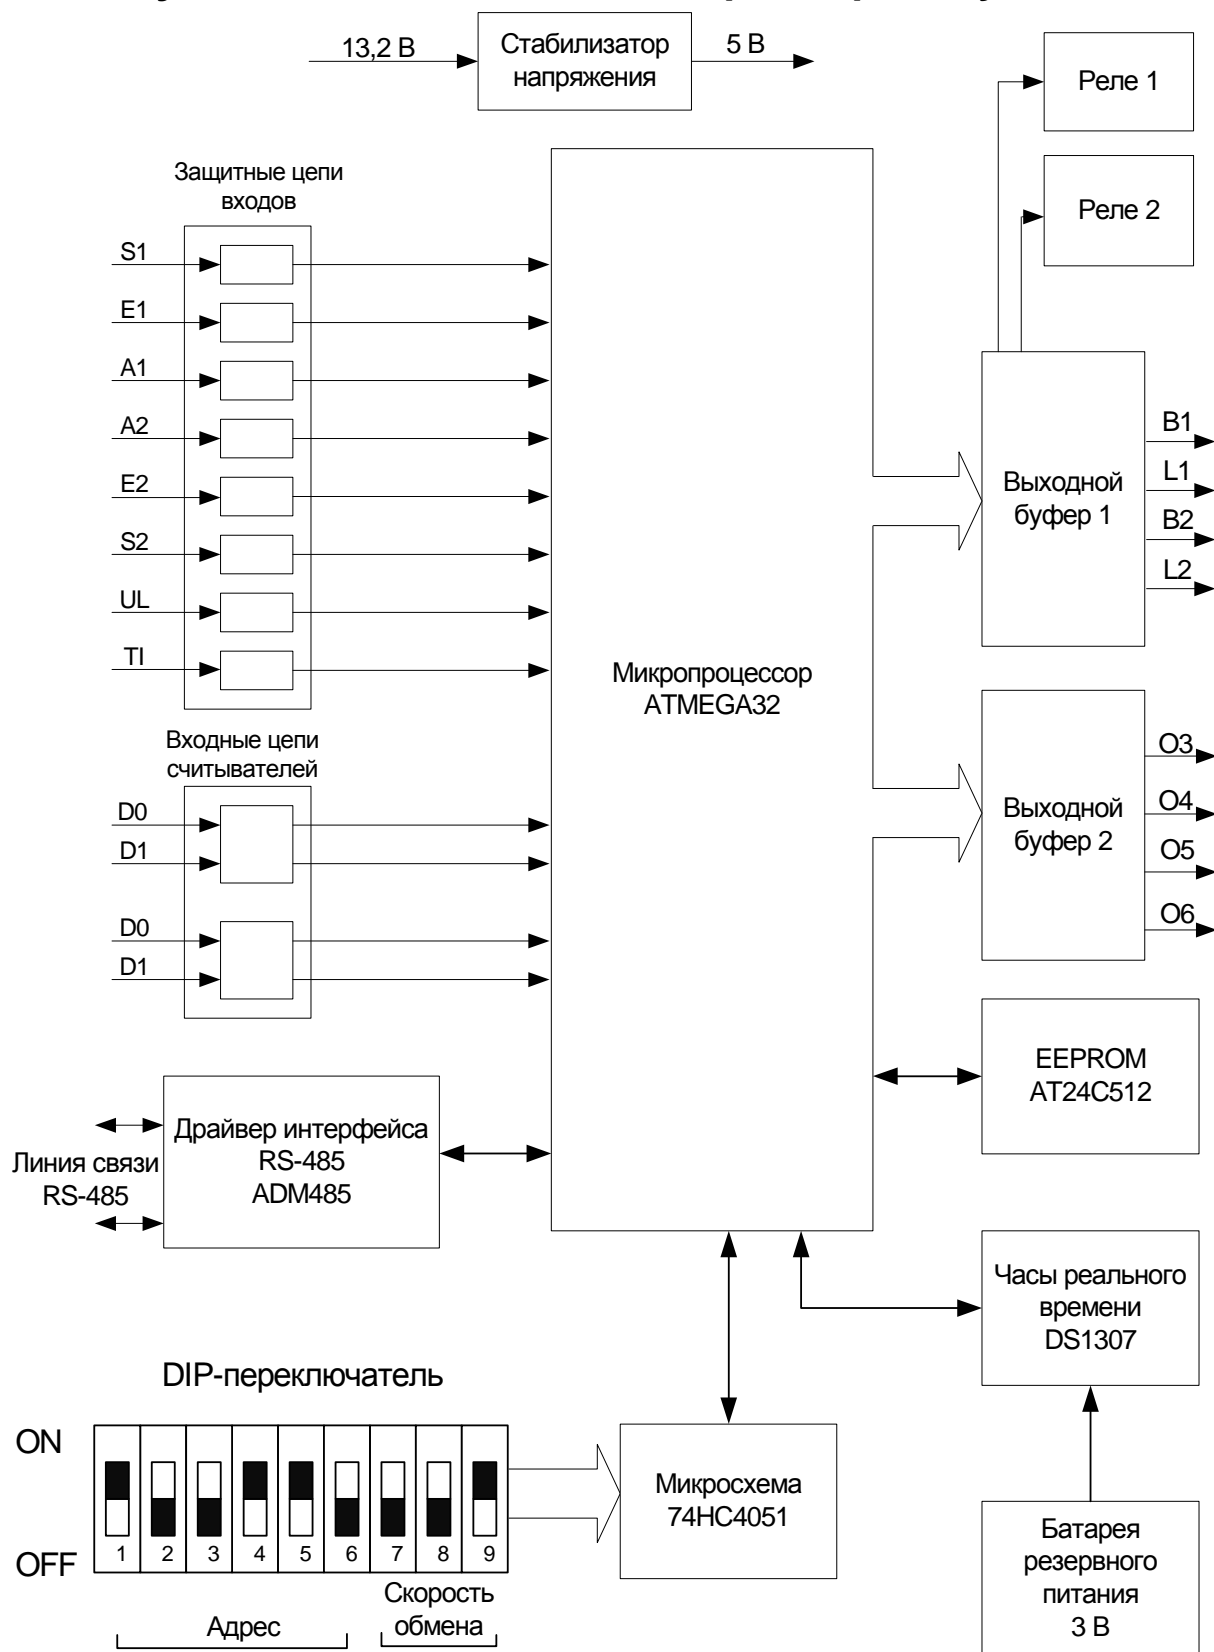 13,2 В
Стабилизатор
напряжения
5 В
Реле 1
Реле 2
Защитные цепи
входов
S1
E1
A1
A2
E2
S2
UL
TI
Микропроцессор
ATMEGA32
Выходной
буфер 1
B1
L1
B2
L2
Входные цепи
считывателей
D0
D1
D0
D1
Выходной
буфер 2
O3
O4
O5
O6
EEPROM
AT24C512
Линия связи
RS-485
Драйвер интерфейса
RS-485
ADM485
Часы реального
времени
DS1307
DIP-переключатель
ON
OFF
1 2 3 4 5 6 7 8 9
Адрес
Скорость
обмена
Микросхема
74HC4051
Батарея
резервного
питания
3 В